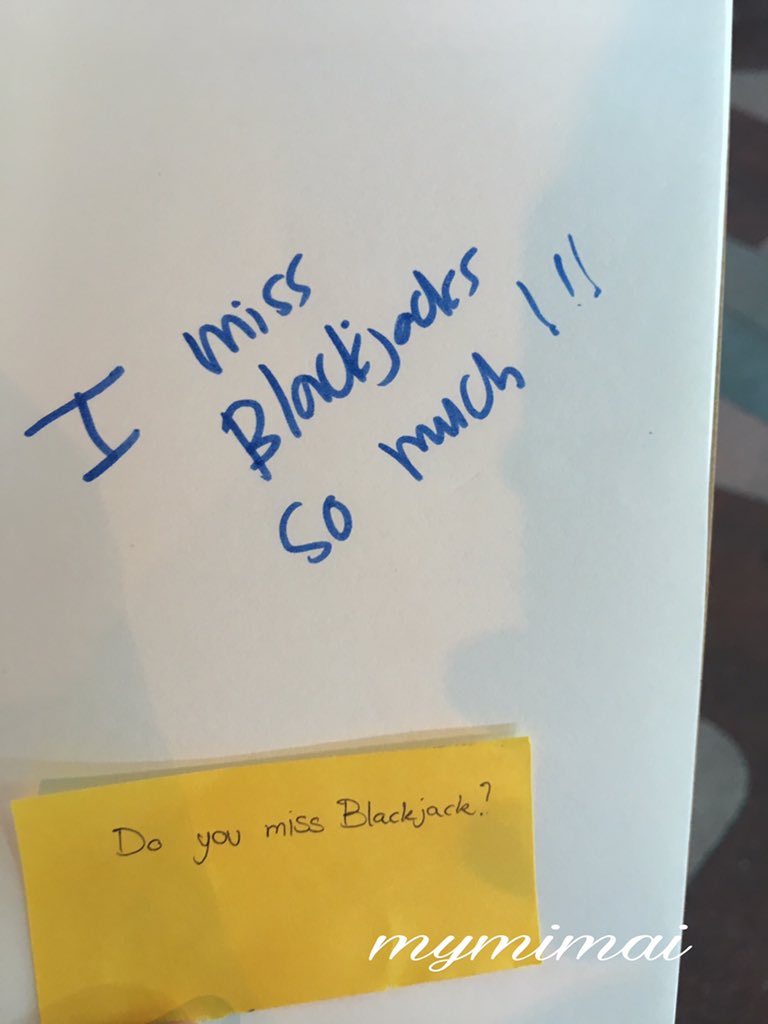 I miss
Blackjacks
so much !!!
Do you miss Blackjack?
mymimai